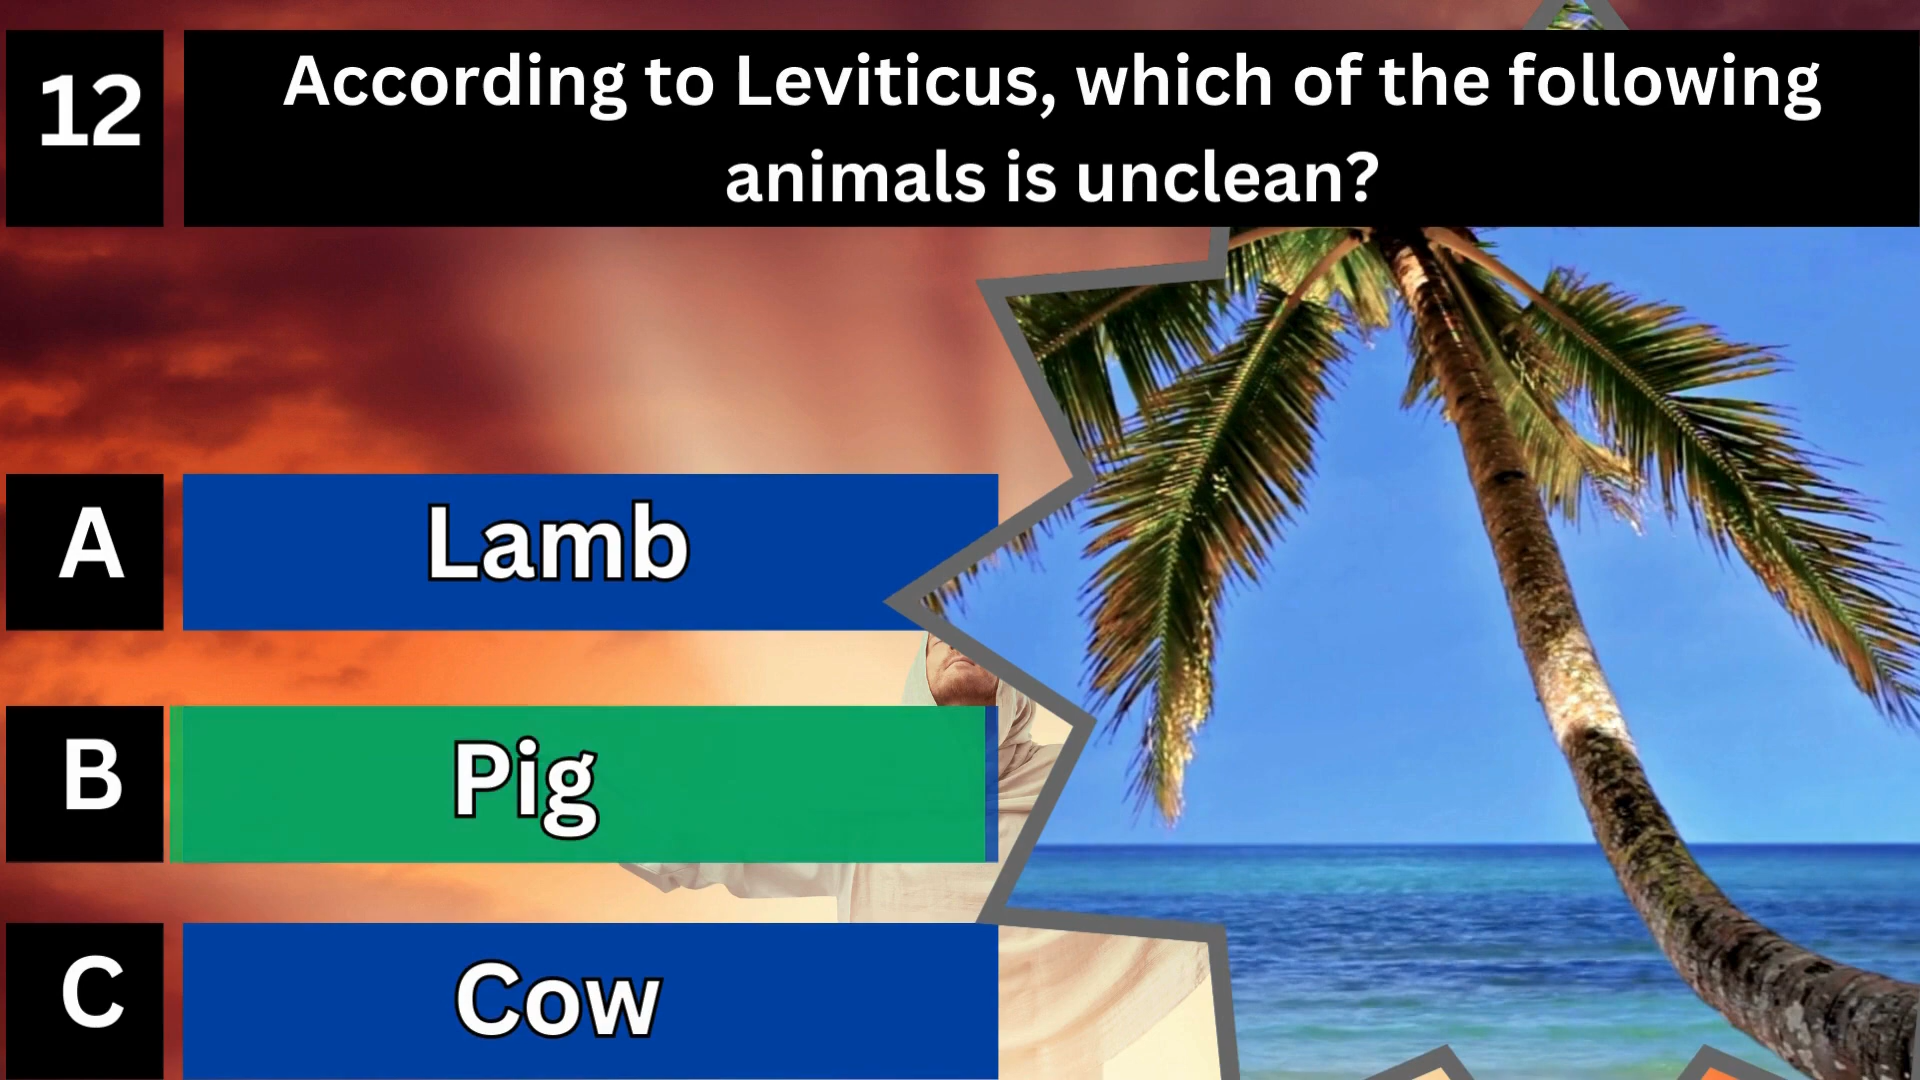 12
According to Leviticus, which of the following
animals is unclean?
A
Lamb
B
Pig
C
Cow